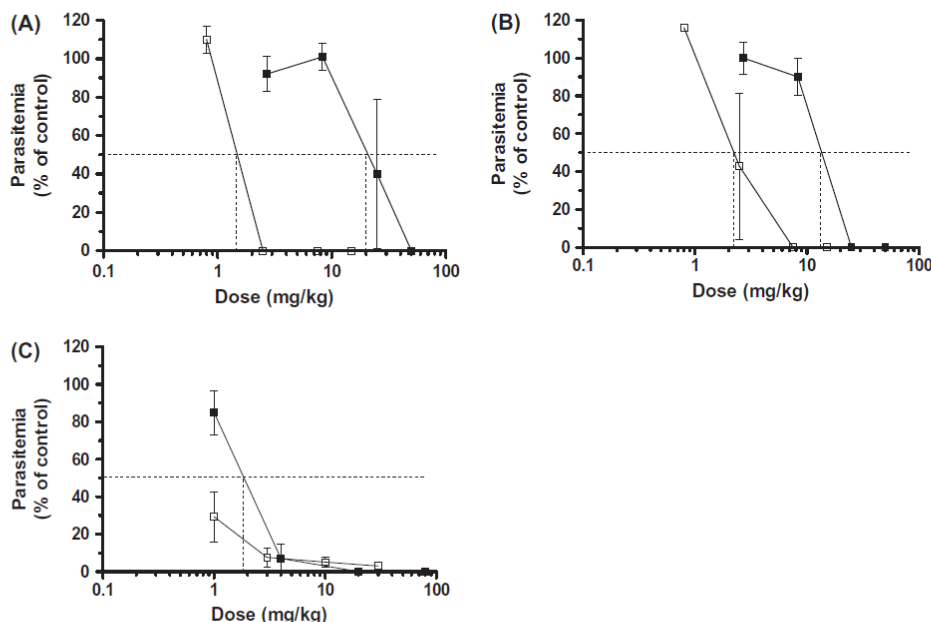 (A)
120
100
80
60
40
20
0
Parasitemia
(% of control)
0.1 1 10 100
Dose (mg/kg)
(B)
120
100
80
60
40
20
0
Parasitemia
(% of control)
0.1 1 10 100
Dose (mg/kg)
(C)
120
100
80
60
40
20
0
Parasitemia
(% of control)
0.1 1 10 100
Dose (mg/kg)